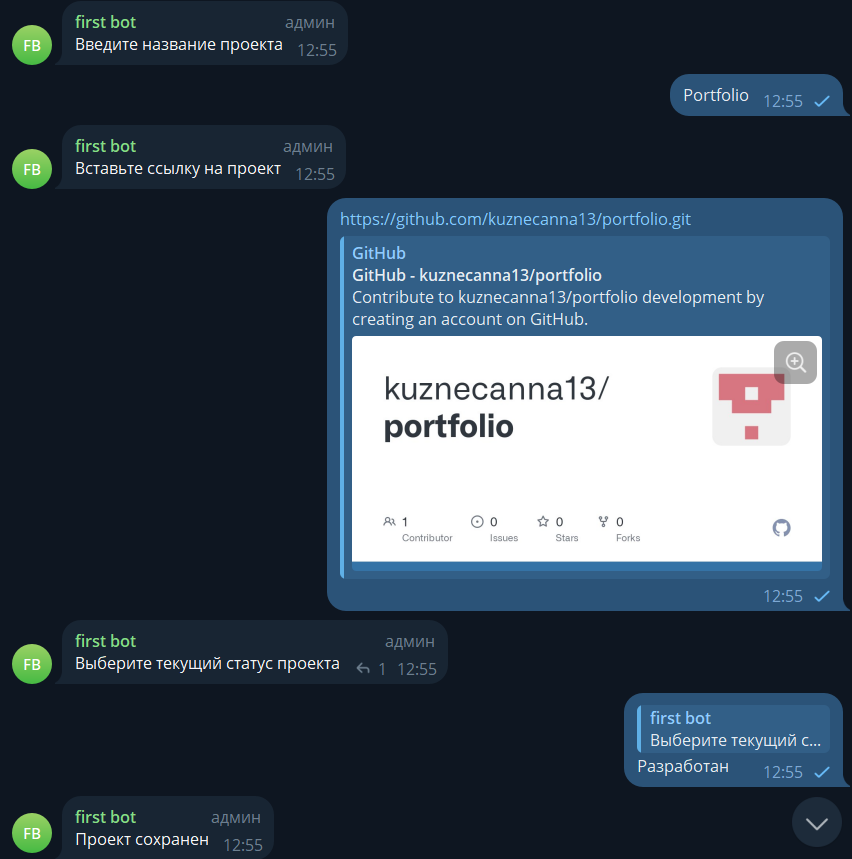 first bot админ
FB
Введите название проекта 12:55
Portfolio 12:55
first bot админ
FB
Вставьте ссылку на проект 12:55
https://github.com/kuznecanna13/portfolio.git
GitHub
GitHub - kuznecanna13/portfolio
Contribute to kuznecanna13/portfolio development by
creating an account on GitHub.
kuznecanna13/
portfolio
1 0 0 0
Contributor Issues Stars Forks
12:55
first bot админ
FB
Выберите текущий статус проекта 1 12:55
first bot
Выберите текущий с...
Разработан 12:55
first bot админ
FB
Проект сохранен 12:55